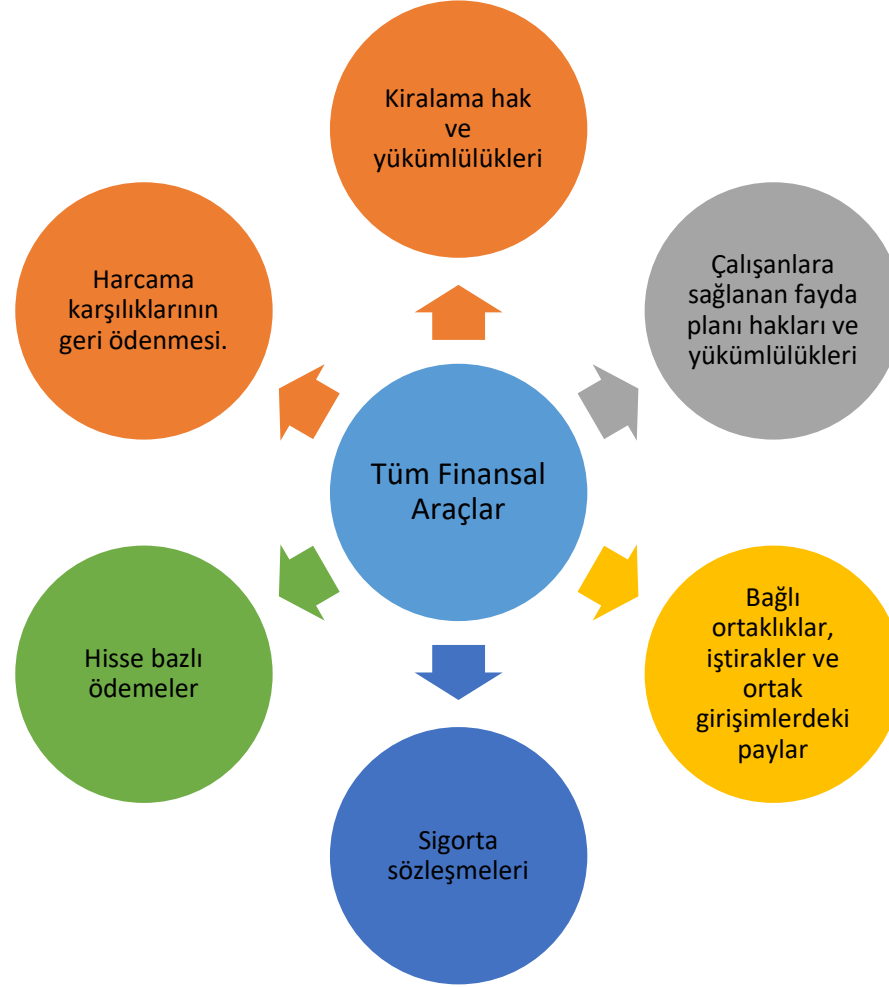 Kiralama hak
ve
yükümlülükleri
Harcama
karşılıklarının
geri ödenmesi.
Çalışanlara
sağlanan fayda
planı hakları ve
yükümlülükleri
Tüm Finansal
Araçlar
Hisse bazlı
ödemeler
Bağlı
ortaklıklar,
iştirakler ve
ortak
girişimlerdeki
paylar
Sigorta
sözleşmeleri